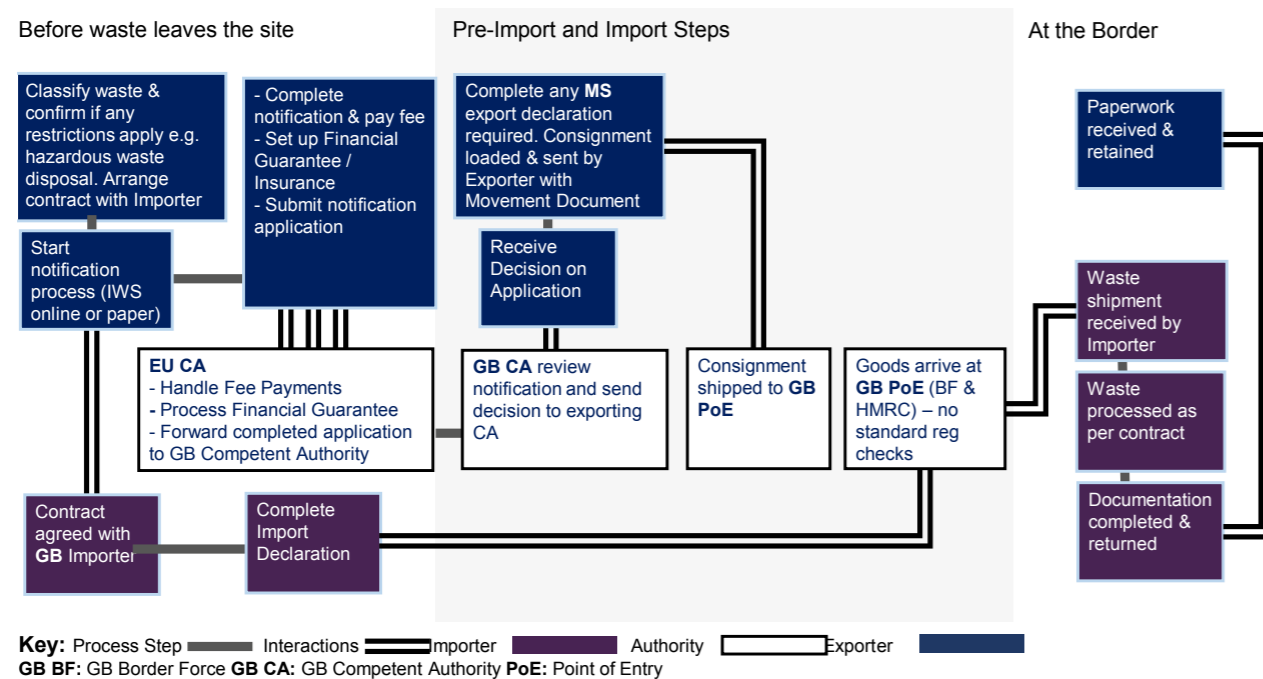 Before waste leaves the site
Pre-Import and Import Steps
At the Border
Classify waste &
confirm if any
restrictions apply e.g.
hazardous waste
disposal. Arrange
contract with Importer
- Complete
notification & pay fee
- Set up Financial
Guarantee /
Insurance
- Submit notification
application
Start
notification
process (IWS
online or paper)
EU CA
- Handle Fee Payments
- Process Financial Guarantee
- Forward completed application
to GB Competent Authority
Contract
agreed with
GB Importer
Complete
Import
Declaration
Complete any MS
export declaration
required. Consignment
loaded & sent by
Exporter with
Movement Document
Receive
Decision on
Application
GB CA review
notification and send
decision to exporting
CA
Consignment
shipped to GB
PoE
Goods arrive at
GB PoE (BF &
HMRC) – no
standard reg
checks
Paperwork
received &
retained
Waste
shipment
received by
Importer
Waste
processed as
per contract
Documentation
completed &
returned
Key: Process Step Interactions Importer Authority Exporter
GB BF: GB Border Force GB CA: GB Competent Authority PoE: Point of Entry